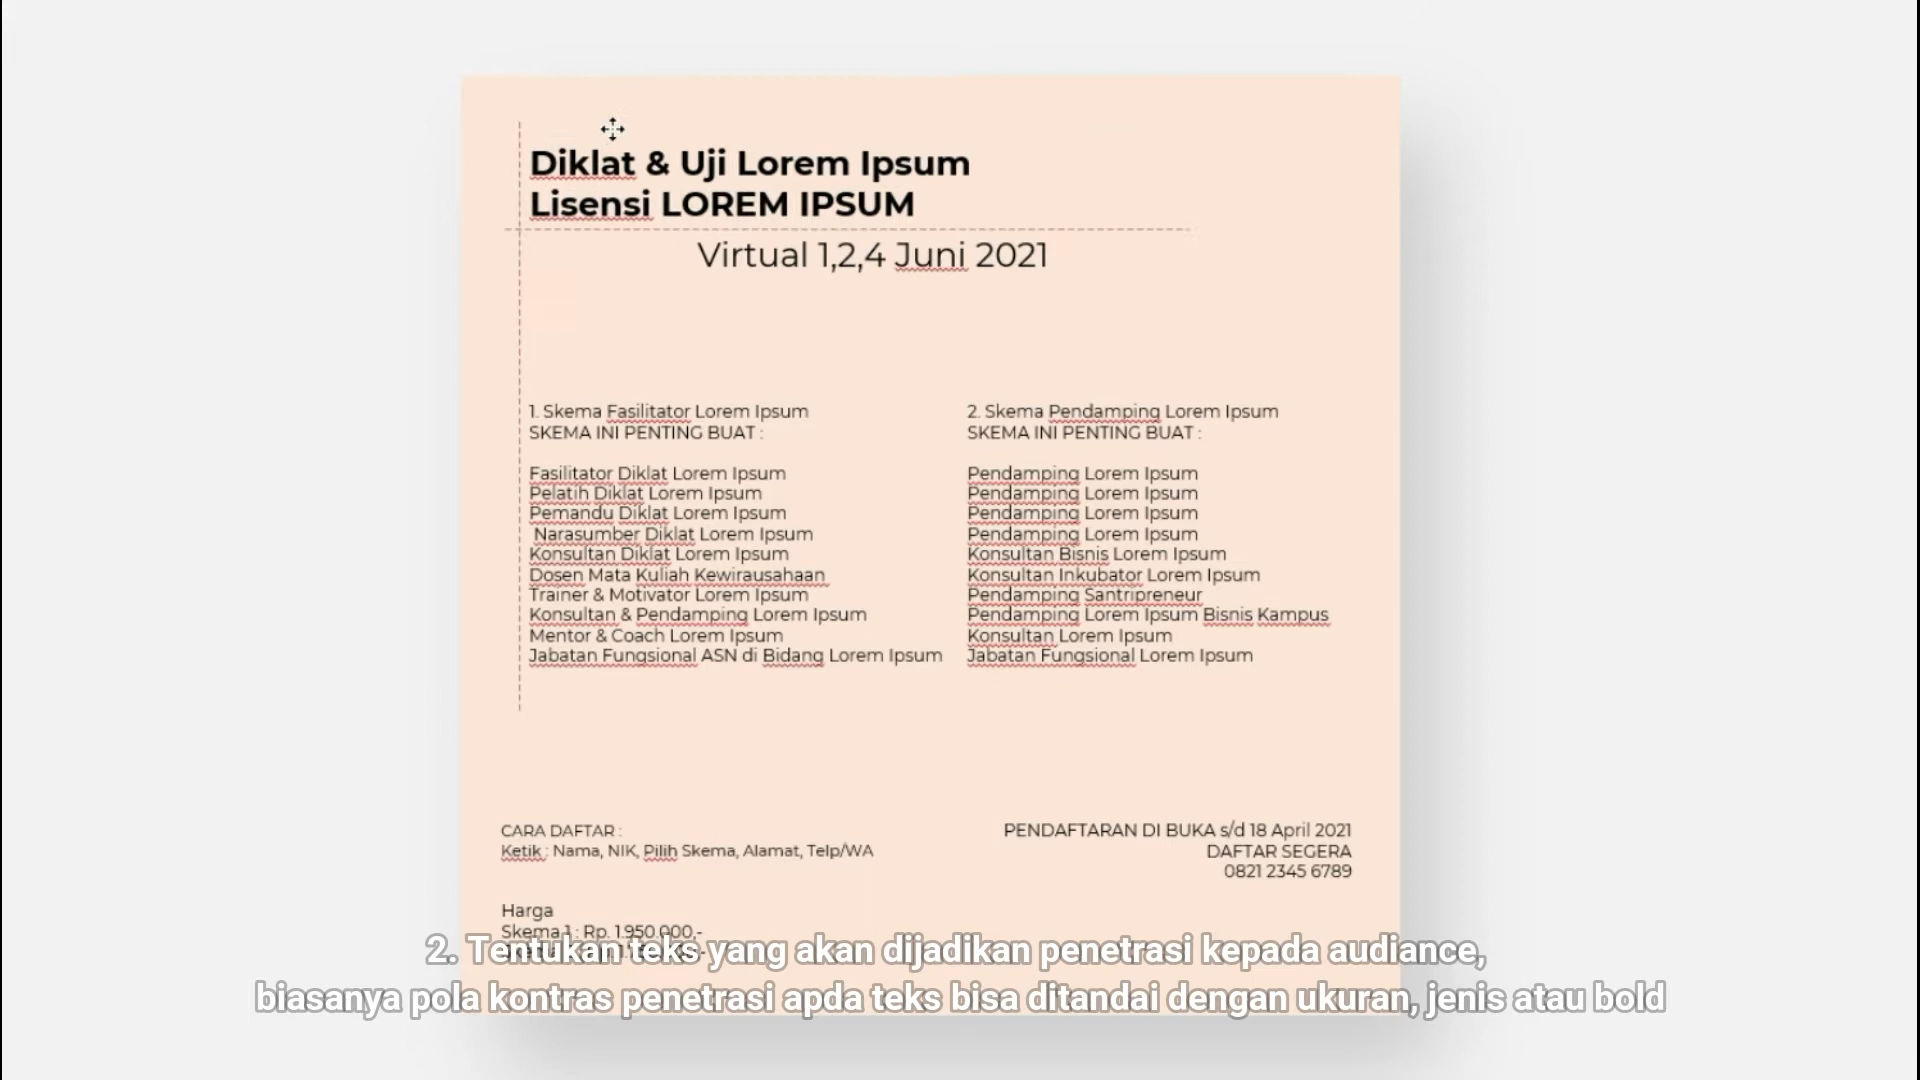 Diklat & Uji Lorem Ipsum
Lisensi LOREM IPSUM
Virtual 1,2,4 Juni 2021
1. Skema Fasilitator Lorem Ipsum
SKEMA INI PENTING BUAT :
Fasilitator Diklat Lorem Ipsum
Pelatih Diklat Lorem Ipsum
Pemandu Diklat Lorem Ipsum
Narasumber Diklat Lorem Ipsum
Konsultan Diklat Lorem Ipsum
Dosen Mata Kuliah Kewirausahaan
Trainer & Motivator Lorem Ipsum
Konsultan & Pendamping Lorem Ipsum
Mentor & Coach Lorem Ipsum
Jabatan Fungsional ASN di Bidang Lorem Ipsum
2. Skema Pendamping Lorem Ipsum
SKEMA INI PENTING BUAT :
Pendamping Lorem Ipsum
Pendamping Lorem Ipsum
Pendamping Lorem Ipsum
Pendamping Lorem Ipsum
Konsultan Bisnis Lorem Ipsum
Konsultan Inkubator Lorem Ipsum
Pendamping Santripreneur
Pendamping Lorem Ipsum Bisnis Kampus
Konsultan Lorem Ipsum
Jabatan Fungsional Lorem Ipsum
CARA DAFTAR :
Ketik : Nama, NIK, Pilih Skema, Alamat, Telp/WA
PENDAFTARAN DI BUKA s/d 18 April 2021
DAFTAR SEGERA
0821 2345 6789
Harga
Skema 1 : Rp. 1.950.000,-
2. Tentukan teks yang akan dijadikan penetrasi kepada audiance,
biasanya pola kontras penetrasi apda teks bisa ditandai dengan ukuran, jenis atau bold